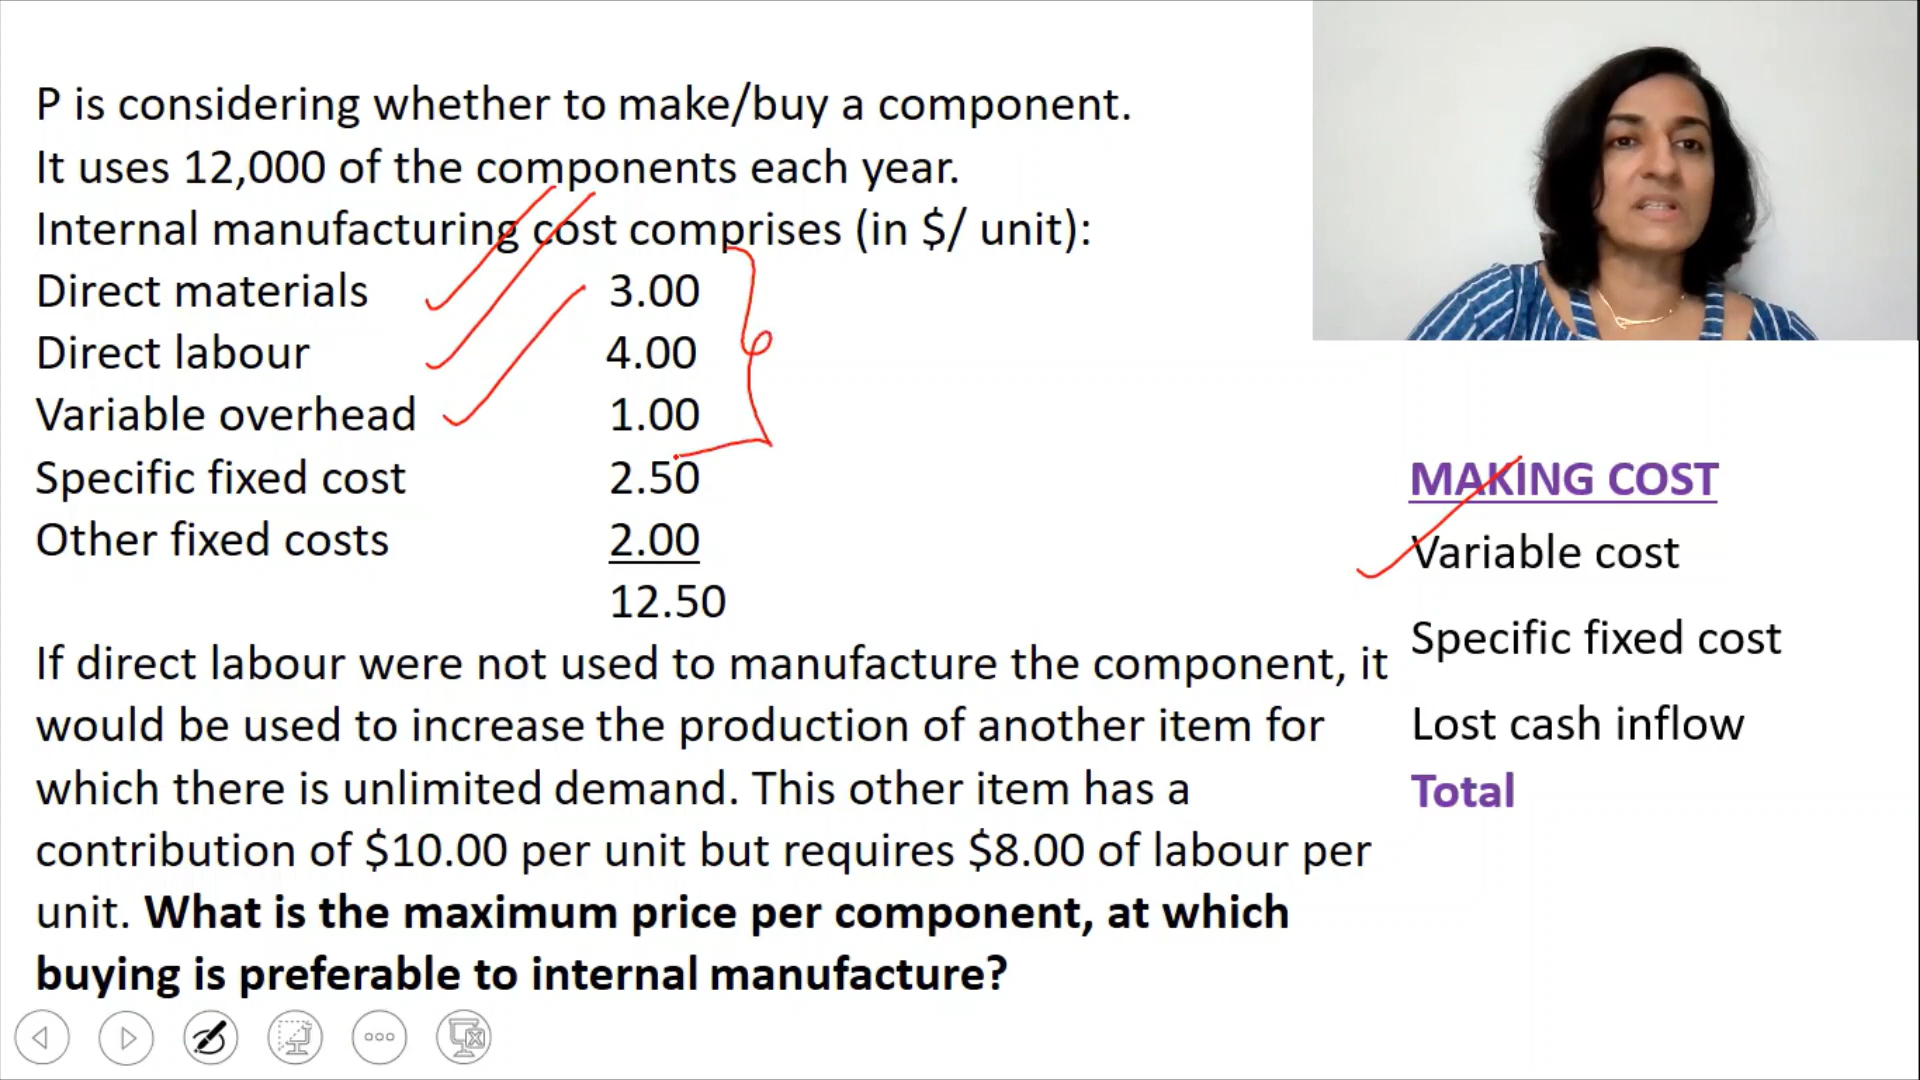 P is considering whether to make/buy a component.
It uses 12,000 of the components each year.
Internal manufacturing cost comprises (in $/ unit):
Direct materials 3.00
Direct labour 4.00
Variable overhead 1.00
Specific fixed cost 2.50
Other fixed costs 2.00
12.50
If direct labour were not used to manufacture the component, it
would be used to increase the production of another item for
which there is unlimited demand. This other item has a
contribution of $10.00 per unit but requires $8.00 of labour per
unit. What is the maximum price per component, at which
buying is preferable to internal manufacture?
MAKING COST
Variable cost
Specific fixed cost
Lost cash inflow
Total